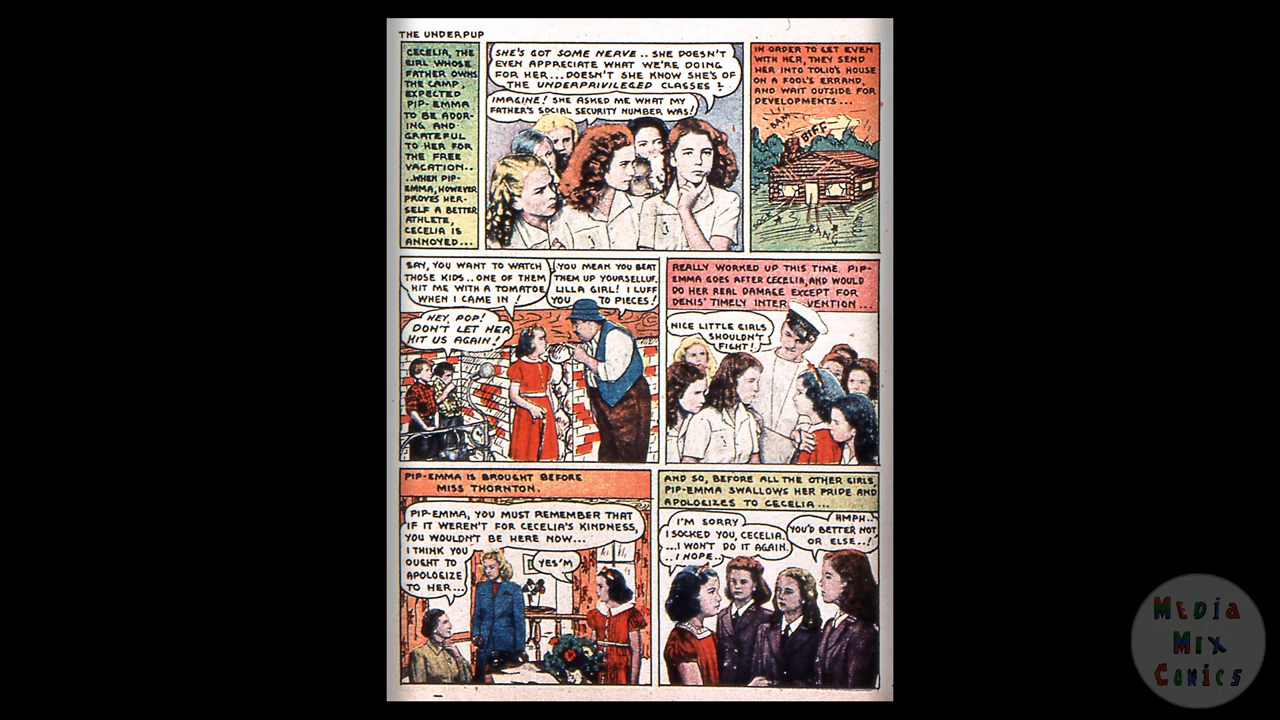 THE UNDERPUP
CECELIA, THE
GIRL WHOSE
FATHER OWNS
THE CAMP,
EXPECTED
PIP-EMMA
TO BE ADOR-
ING AND
GRATEFUL
TO HER FOR
THE FREE
VACATION..
..WHEN PIP-
EMMA, HOWEVER
PROVES HER-
SELF A BETTER
ATHLETE,
CECELIA IS
ANNOYED...
SHE'S GOT SOME NERVE.. SHE DOESN'T
EVEN APPRECIATE WHAT WE'RE DOING
FOR HER...DOESN'T SHE KNOW SHE'S OF
THE UNDERPRIVILEGED CLASSES?
IMAGINE! SHE ASKED ME WHAT MY
FATHER'S SOCIAL SECURITY NUMBER WAS!
IN ORDER TO GET EVEN
WITH HER, THEY SEND
HER INTO TOLIO'S HOUSE
ON A FOOL'S ERRAND,
AND WAIT OUTSIDE FOR
DEVELOPMENTS...
BAM
BIFF
BANG
SAY, YOU WANT TO WATCH
THOSE KIDS..ONE OF THEM
HIT ME WITH A TOMATOE
WHEN I CAME IN!
YOU MEAN YOU BEAT
THEM UP YOURSELLUF,
LILLA GIRL! I LUFF
YOU TO PIECES!
HEY, POP!
DON'T LET HER
HIT US AGAIN!
REALLY WORKED UP THIS TIME, PIP-
EMMA GOES AFTER CECELIA, AND WOULD
DO HER REAL DAMAGE EXCEPT FOR
DENIS' TIMELY INTERVENTION...
NICE LITTLE GIRLS
SHOULDN'T
FIGHT!
PIP-EMMA IS BROUGHT BEFORE
MISS THORNTON.
PIP-EMMA, YOU MUST REMEMBER THAT
IF IT WEREN'T FOR CECELIA'S KINDNESS,
YOU WOULDN'T BE HERE NOW...
I THINK YOU
OUGHT TO
APOLOGIZE
TO HER...
YES'M
AND SO, BEFORE ALL THE OTHER GIRLS,
PIP-EMMA SWALLOWS HER PRIDE AND
APOLOGIZES TO CECELIA...
I'M SORRY
I SOCKED YOU, CECELIA.
...I WON'T DO IT AGAIN.
..I HOPE..
HMPH..
YOU'D BETTER NOT
OR ELSE..!
MEDIA
MIX
COMICS